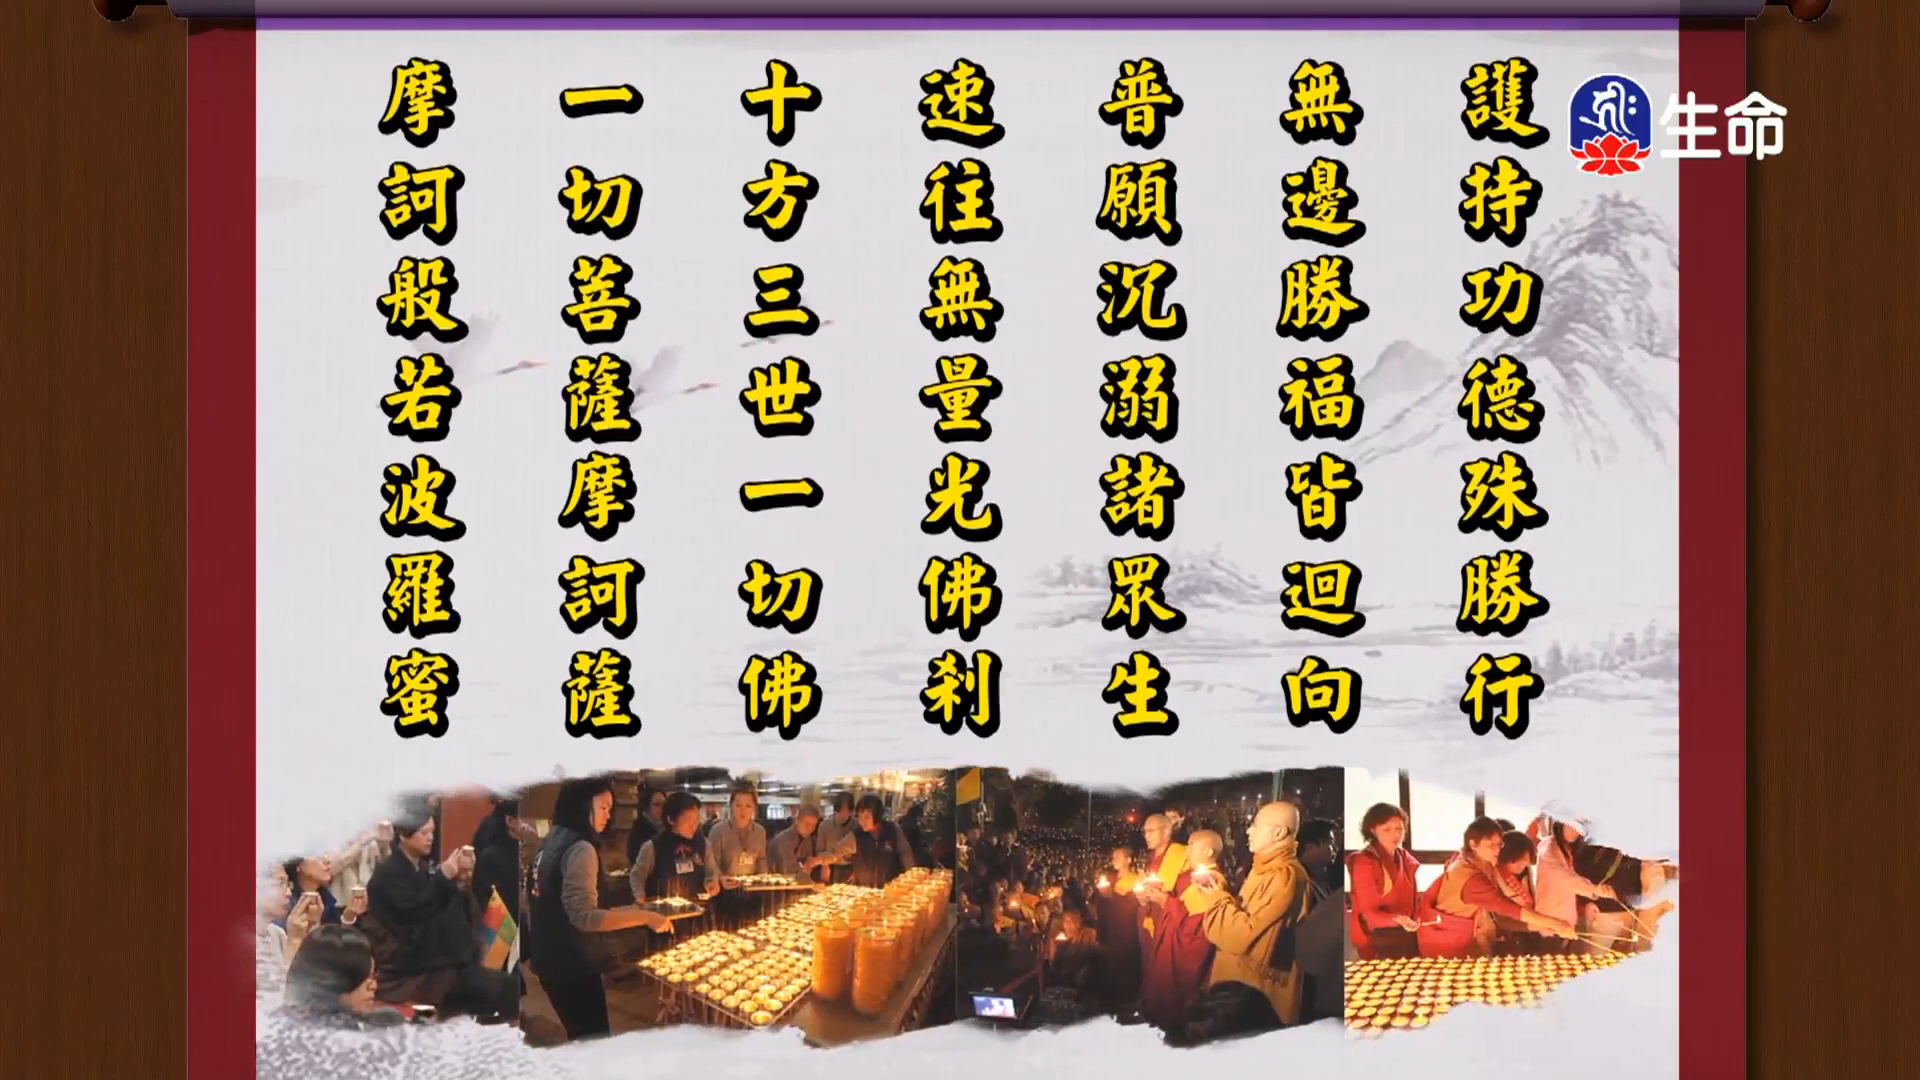 護持功德殊勝行
無邊勝福皆迴向
普願沉溺諸眾生
速往無量光佛剎
十方三世一切佛
一切菩薩摩訶薩
摩訶般若波羅蜜
生命